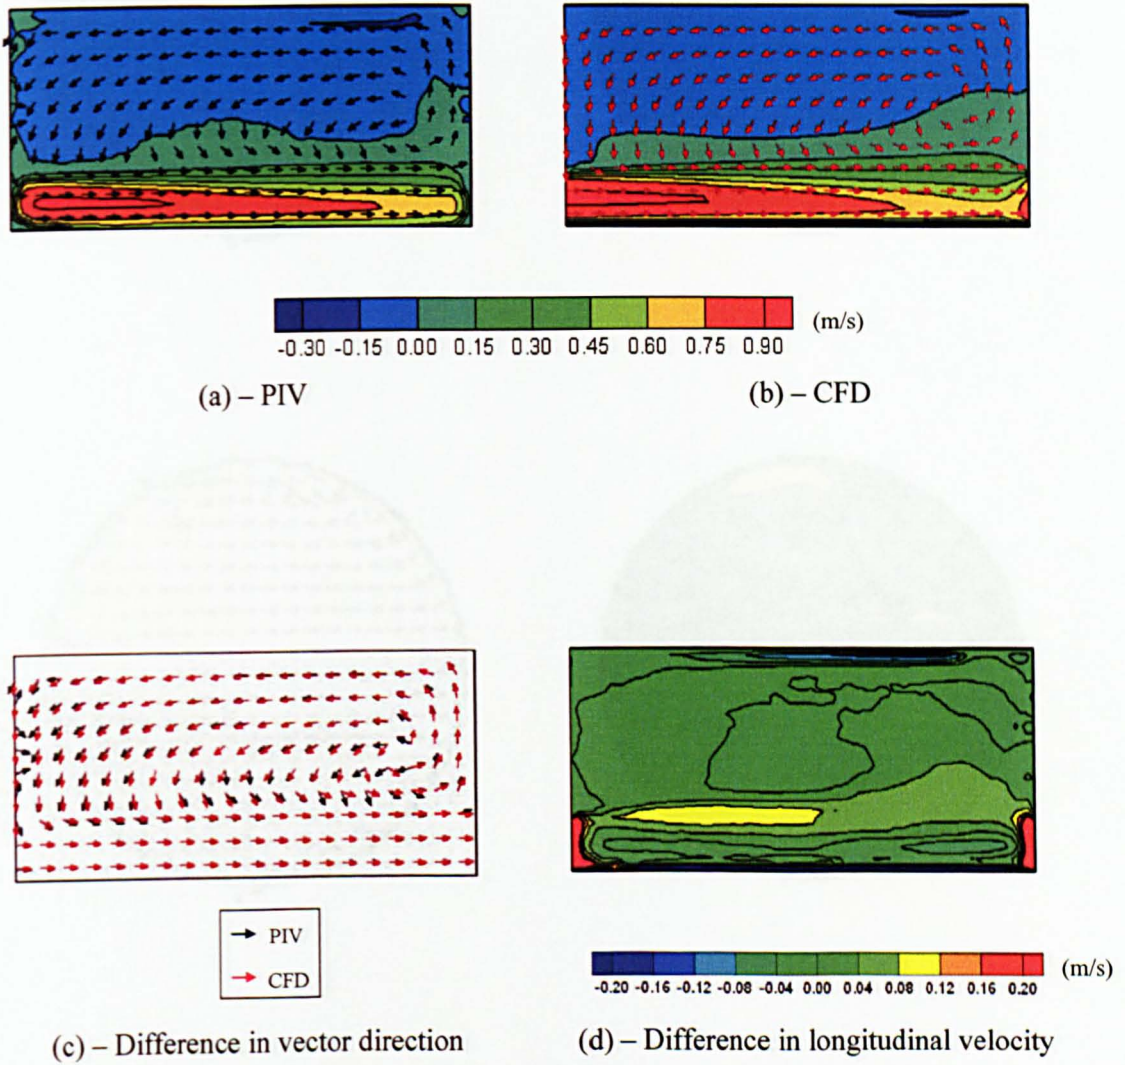 (m/s)
-0.30 -0.15 0.00 0.15 0.30 0.45 0.60 0.75 0.90
(a) – PIV
(b) – CFD
PIV
CFD
(m/s)
-0.20 -0.16 -0.12 -0.08 -0.04 0.00 0.04 0.08 0.12 0.16 0.20
(c) – Difference in vector direction
(d) – Difference in longitudinal velocity